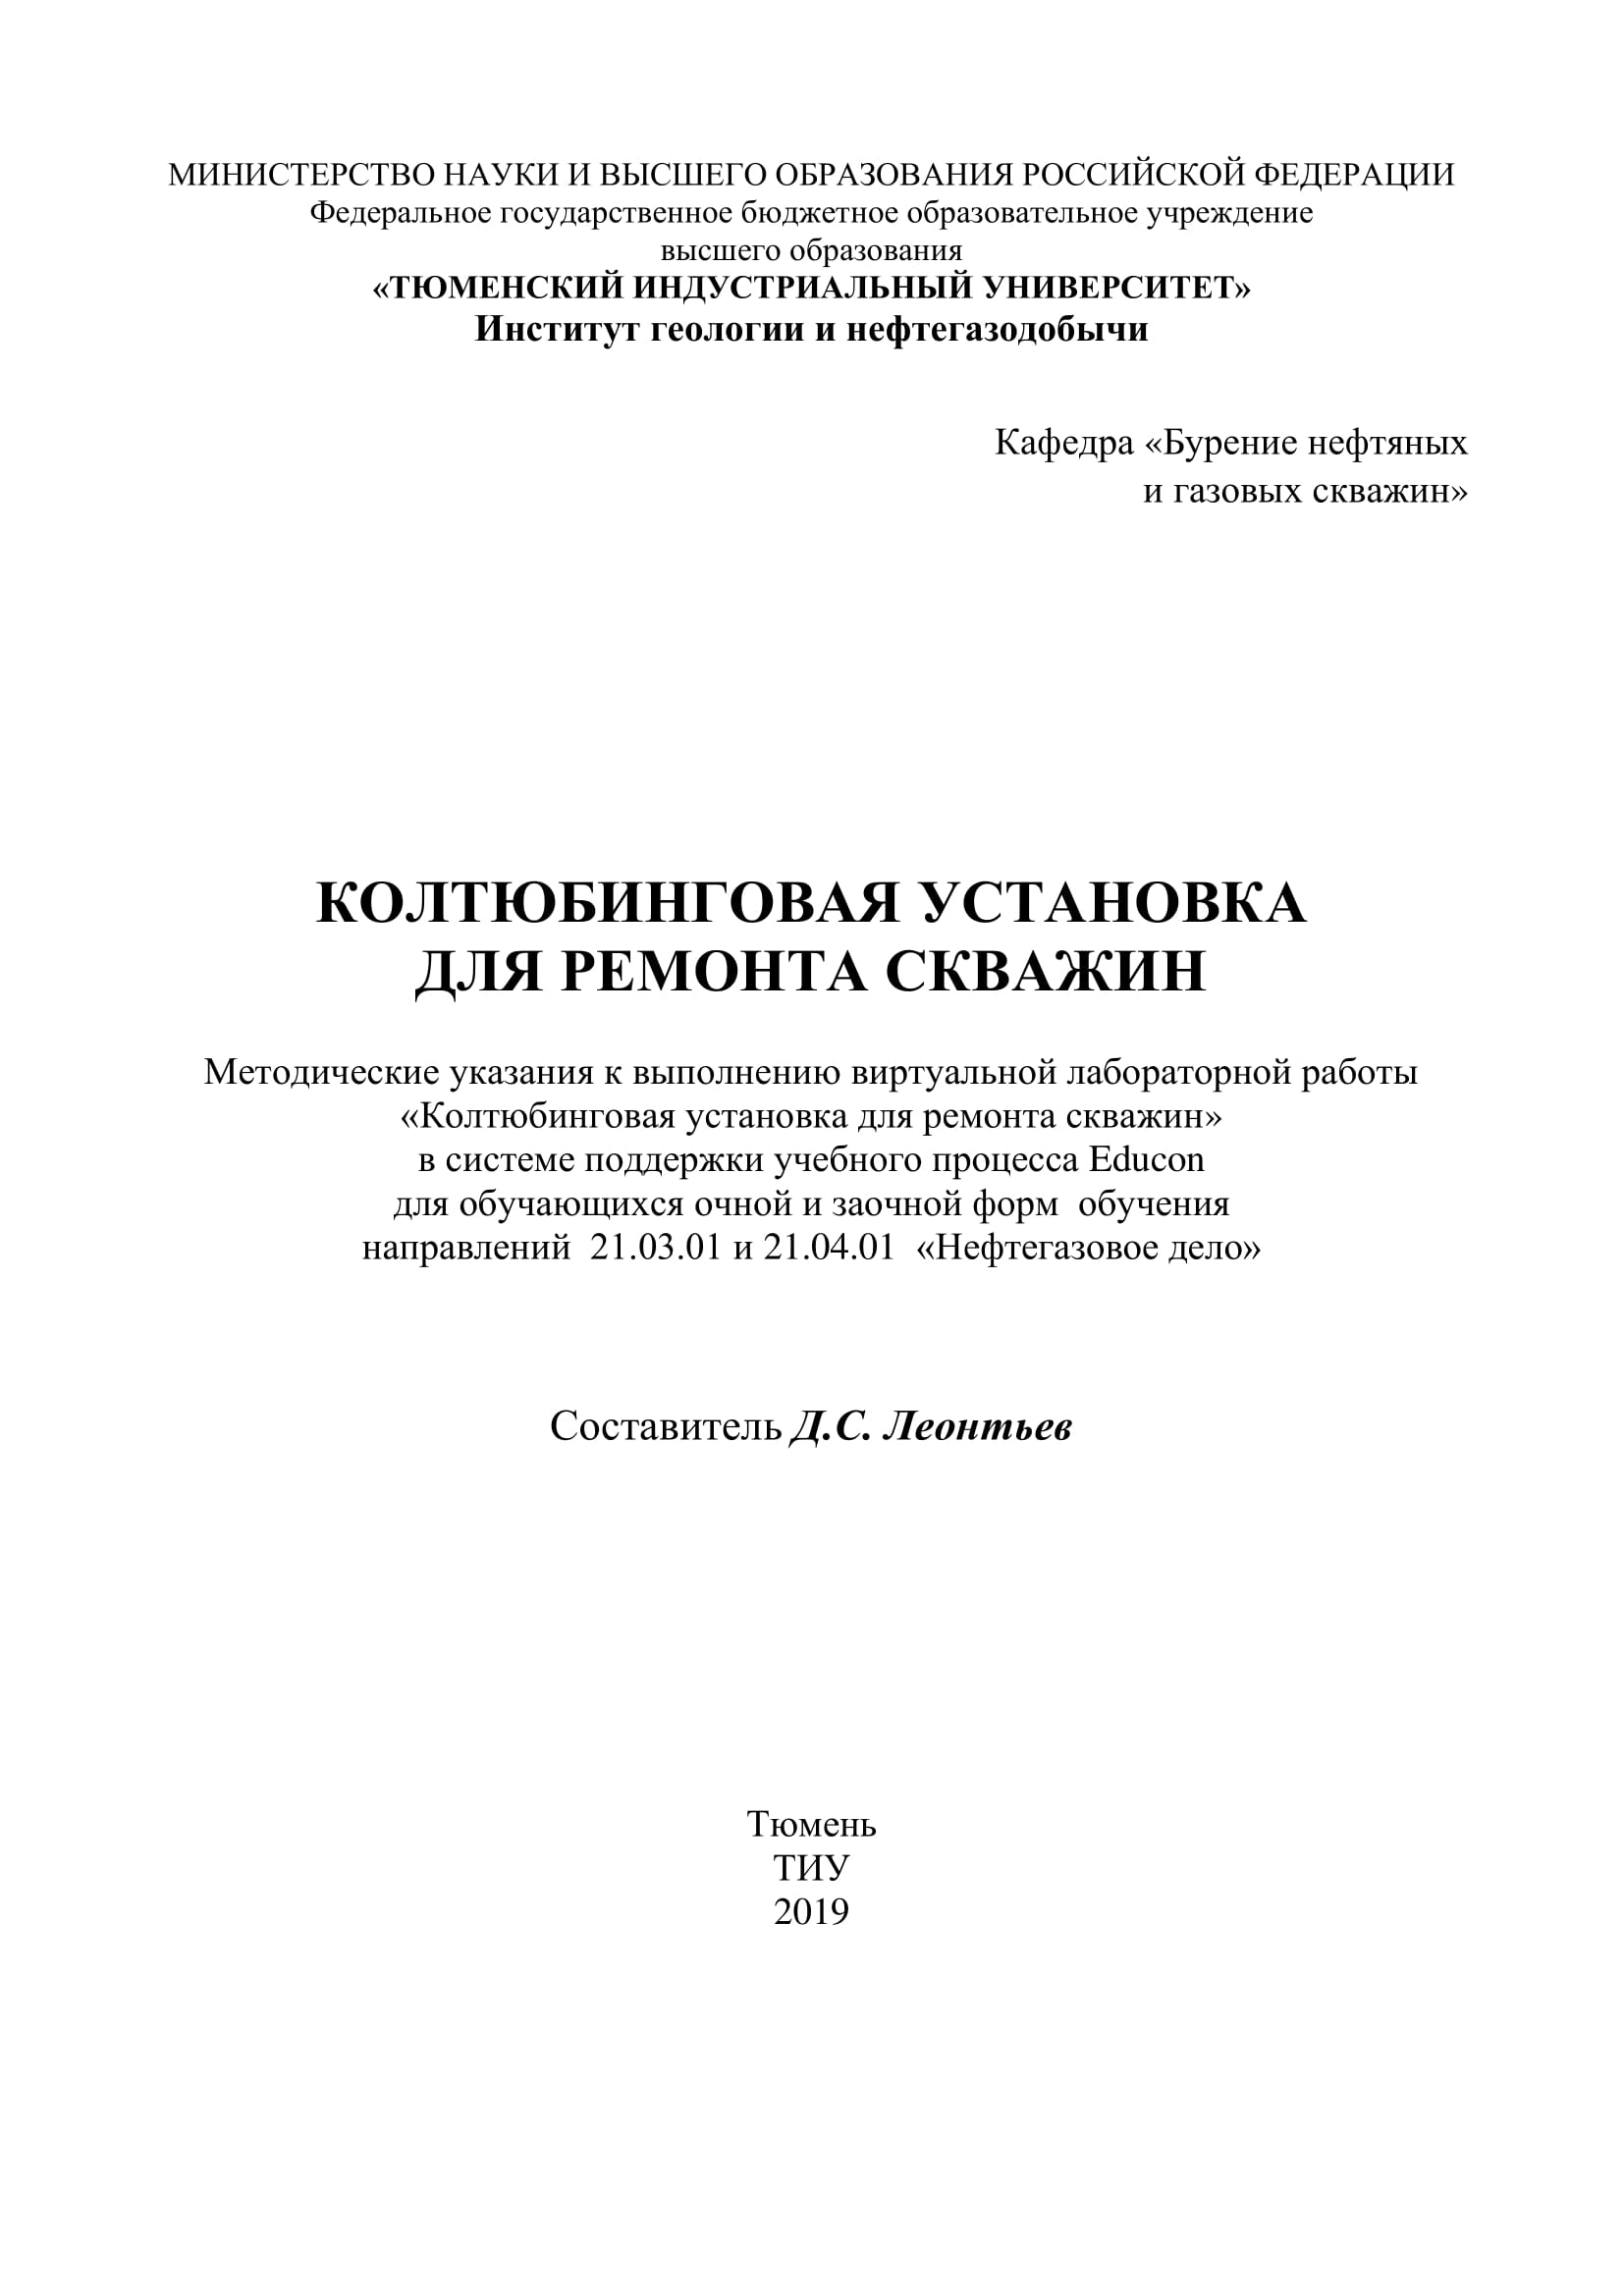 МИНИСТЕРСТВО НАУКИ И ВЫСШЕГО ОБРАЗОВАНИЯ РОССИЙСКОЙ ФЕДЕРАЦИИ
Федеральное государственное бюджетное образовательное учреждение
высшего образования
«ТЮМЕНСКИЙ ИНДУСТРИАЛЬНЫЙ УНИВЕРСИТЕТ»
Институт геологии и нефтегазодобычи
Кафедра «Бурение нефтяных
и газовых скважин»
КОЛТЮБИНГОВАЯ УСТАНОВКА
ДЛЯ РЕМОНТА СКВАЖИН
Методические указания к выполнению виртуальной лабораторной работы
«Колтюбинговая установка для ремонта скважин»
в системе поддержки учебного процесса Educon
для обучающихся очной и заочной форм обучения
направлений 21.03.01 и 21.04.01 «Нефтегазовое дело»
Составитель Д.С. Леонтьев
Тюмень
ТИУ
2019